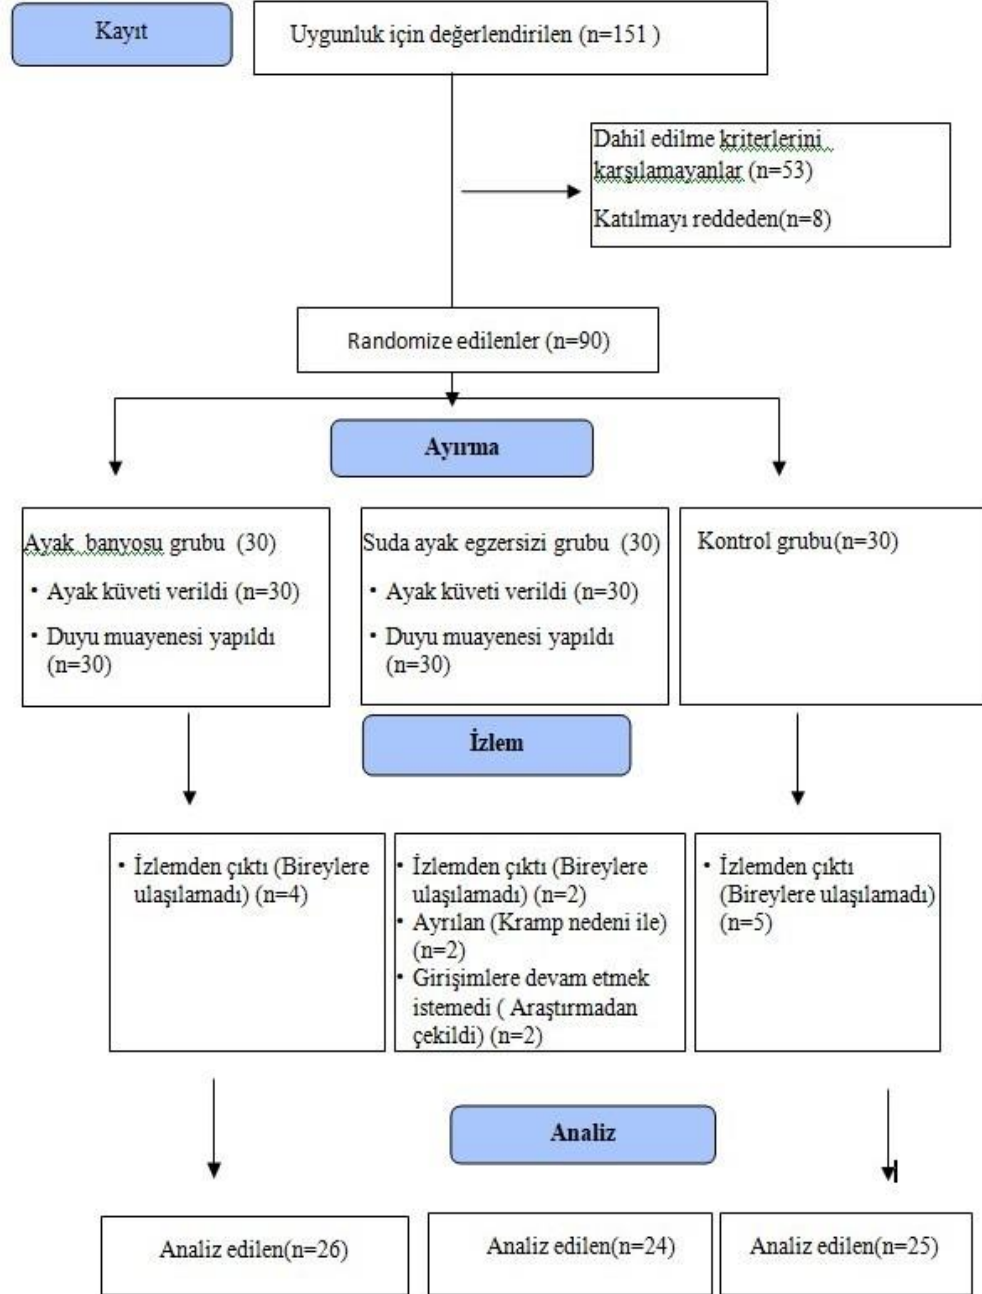 Kayıt
Uygunluk için değerlendirilen (n=151 )
Dahil edilme kriterlerini
karşılamayanlar (n=53)
Katılmayı reddeden(n=8)
Randomize edilenler (n=90)
Ayırma
Ayak banyosu grubu (30)
• Ayak küveti verildi (n=30)
• Duyu muayenesi yapıldı
(n=30)
Suda ayak egzersizi grubu (30)
• Ayak küveti verildi (n=30)
• Duyu muayenesi yapıldı
(n=30)
Kontrol grubu(n=30)
İzlem
• İzlemden çıktı (Bireylere
ulaşılamadı) (n=4)
• İzlemden çıktı (Bireylere
ulaşılamadı) (n=2)
• Ayrılan (Kramp nedeni ile)
(n=2)
• Girişimlere devam etmek
istemedi ( Araştırmadan
çekildi) (n=2)
• İzlemden çıktı
(Bireylere ulaşılamadı)
(n=5)
Analiz
Analiz edilen(n=26)
Analiz edilen(n=24)
Analiz edilen(n=25)